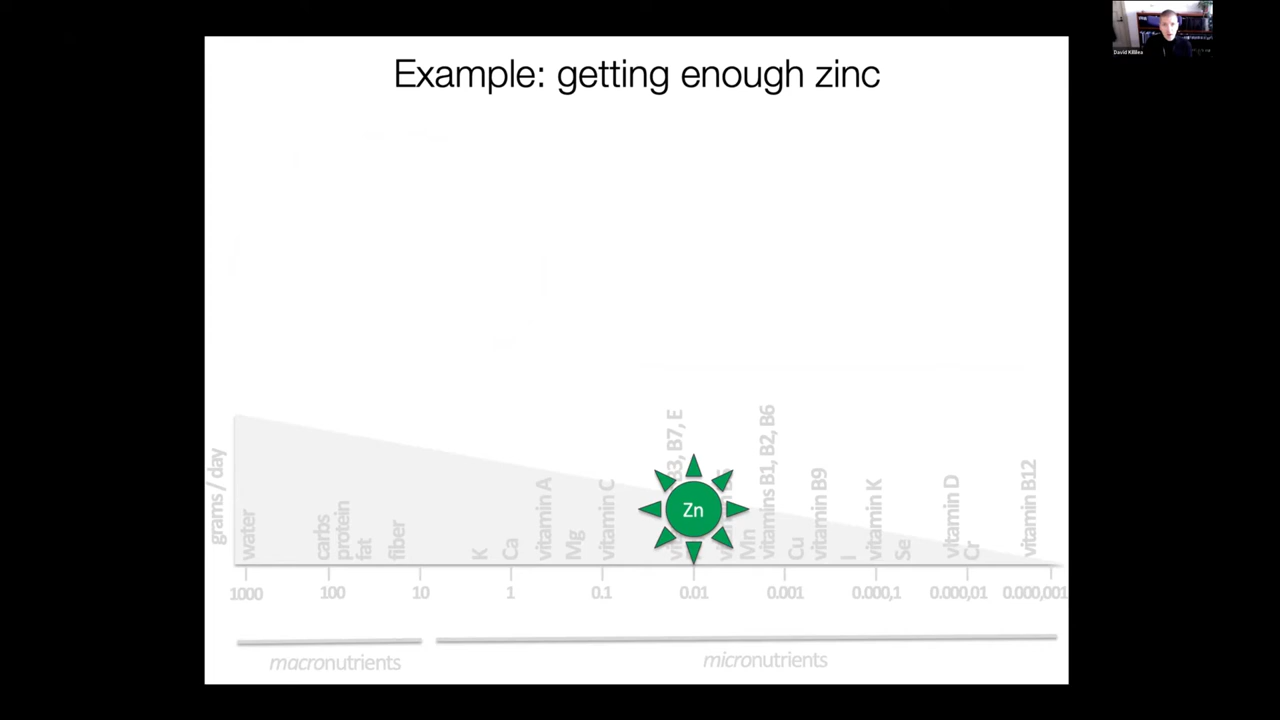 David Killilea
Example: getting enough zinc
grams / day
water
carbs
protein
fat
fiber
K
Ca
vitamin A
Mg
vitamin C
B3, B7, E
Zn
Mn
vitamins B1, B2, B6
Cu
vitamin B9
I
vitamin K
Se
vitamin D
Cr
vitamin B12
1000 100 10 1 0.1 0.01 0.001 0.000,1 0.000,01 0.000,001
macronutrients micronutrients